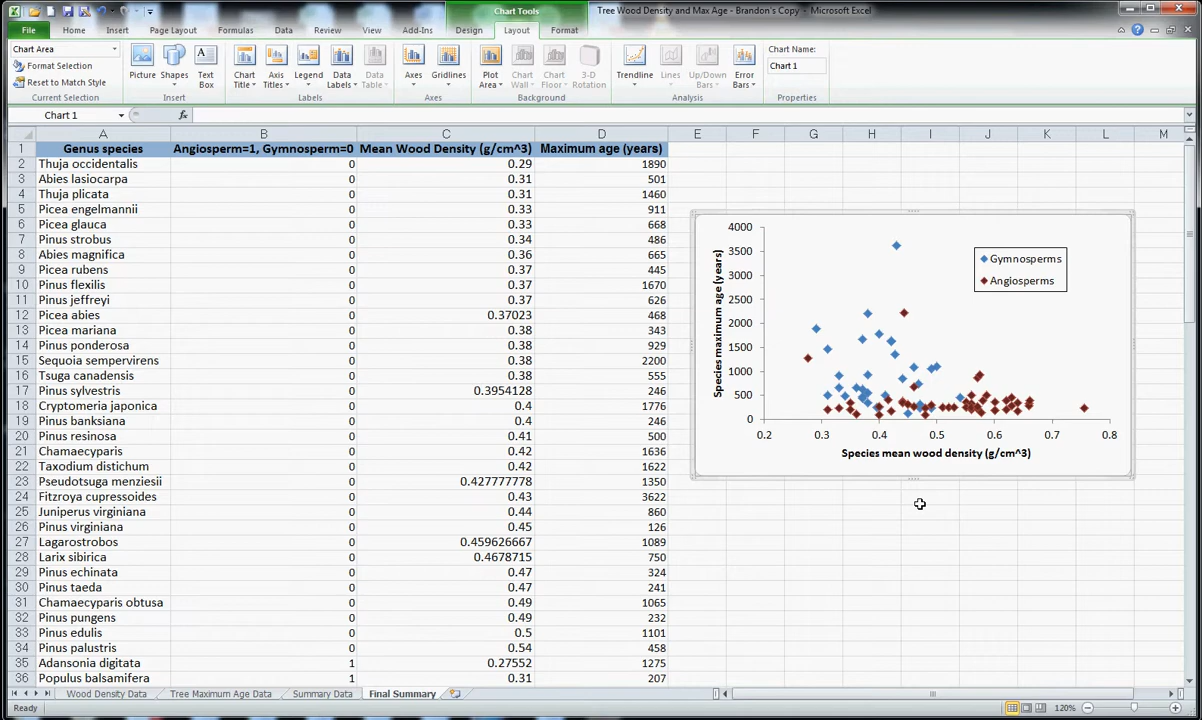 Chart Tools
Tree Wood Density and Max Age - Brandon's Copy - Microsoft Excel
File Home Insert Page Layout Formulas Data Review View Add-Ins Design Layout Format
Chart Area
Format Selection
Reset to Match Style
Current Selection
Picture Shapes Text Box
Insert
Chart Title Axis Titles Legend Data Labels Data Table
Labels
Axes Gridlines
Axes
Plot Area Chart Wall Chart Floor 3-D Rotation
Background
Trendline Lines Up/Down Bars Error Bars
Analysis
Chart Name:
Chart 1
Properties
Chart 1 fx
A B C D E F G H I J K L M
1 Genus species Angiosperm=1, Gymnosperm=0 Mean Wood Density (g/cm^3) Maximum age (years)
2 Thuja occidentalis 0 0.29 1890
3 Abies lasiocarpa 0 0.31 501
4 Thuja plicata 0 0.31 1460
5 Picea engelmannii 0 0.33 911
6 Picea glauca 0 0.33 668
7 Pinus strobus 0 0.34 486
8 Abies magnifica 0 0.36 665
9 Picea rubens 0 0.37 445
10 Pinus flexilis 0 0.37 1670
11 Pinus jeffreyi 0 0.37 626
12 Picea abies 0 0.37023 468
13 Picea mariana 0 0.38 343
14 Pinus ponderosa 0 0.38 929
15 Sequoia sempervirens 0 0.38 2200
16 Tsuga canadensis 0 0.38 555
17 Pinus sylvestris 0 0.3954128 246
18 Cryptomeria japonica 0 0.4 1776
19 Pinus banksiana 0 0.4 246
20 Pinus resinosa 0 0.41 500
21 Chamaecyparis 0 0.42 1636
22 Taxodium distichum 0 0.42 1622
23 Pseudotsuga menziesii 0 0.427777778 1350
24 Fitzroya cupressoides 0 0.43 3622
25 Juniperus virginiana 0 0.44 860
26 Pinus virginiana 0 0.45 126
27 Lagarostrobos 0 0.459626667 1089
28 Larix sibirica 0 0.4678715 750
29 Pinus echinata 0 0.47 324
30 Pinus taeda 0 0.47 241
31 Chamaecyparis obtusa 0 0.49 1065
32 Pinus pungens 0 0.49 232
33 Pinus edulis 0 0.5 1101
34 Pinus palustris 0 0.54 458
35 Adansonia digitata 1 0.27552 1275
36 Populus balsamifera 1 0.31 207
Species maximum age (years)
4000
3500
3000
2500
2000
1500
1000
500
0
Gymnosperms
Angiosperms
0.2 0.3 0.4 0.5 0.6 0.7 0.8
Species mean wood density (g/cm^3)
Wood Density Data Tree Maximum Age Data Summary Data Final Summary
Ready 120%